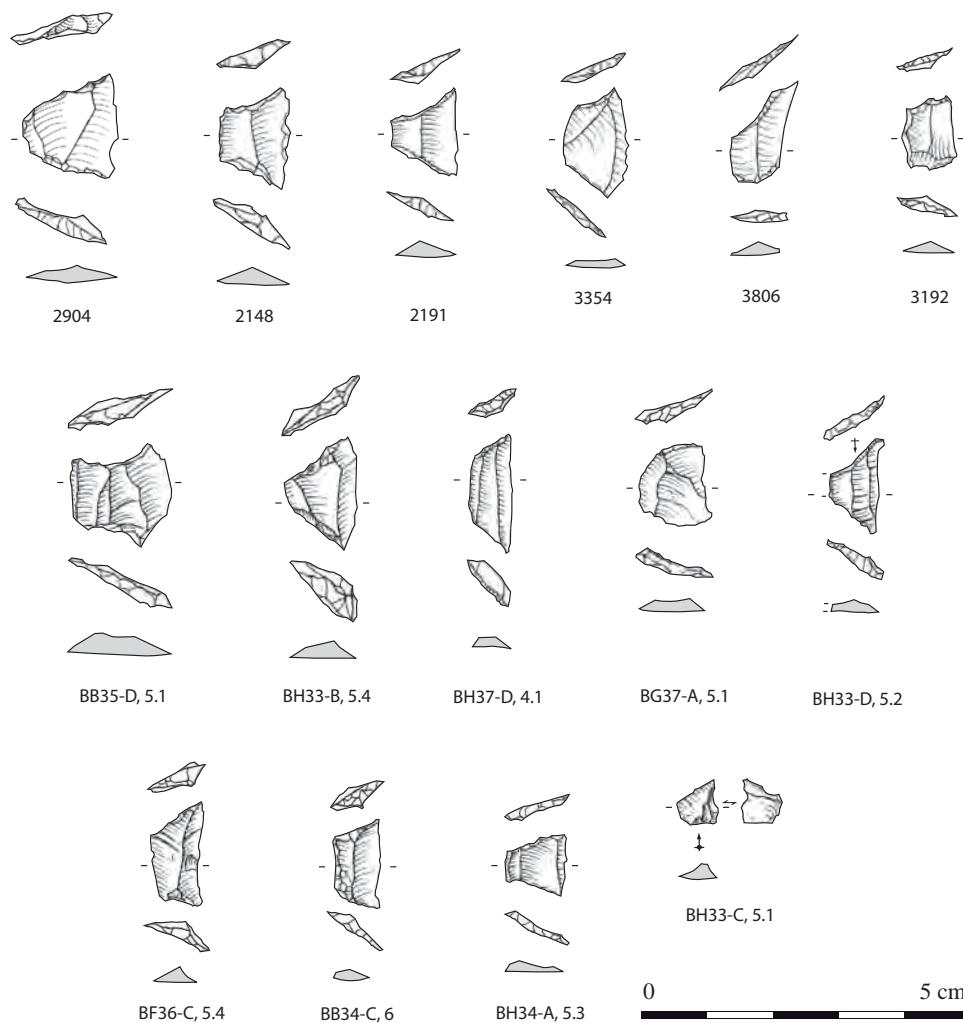 2904 2148 2191 3354 3806 3192
BB35-D, 5.1 BH33-B, 5.4 BH37-D, 4.1 BG37-A, 5.1 BH33-D, 5.2
BH33-C, 5.1
BF36-C, 5.4 BB34-C, 6 BH34-A, 5.3
0 5 cm